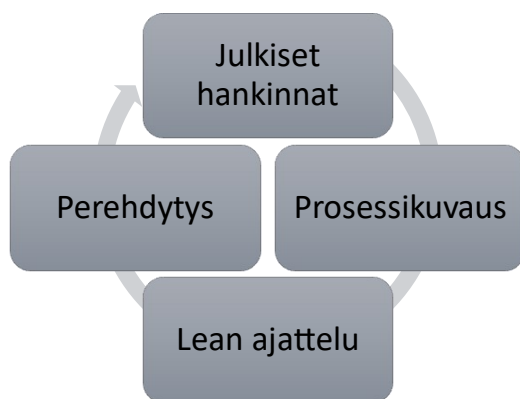 Julkiset
hankinnat
Perehdytys
Prosessikuvaus
Lean ajattelu